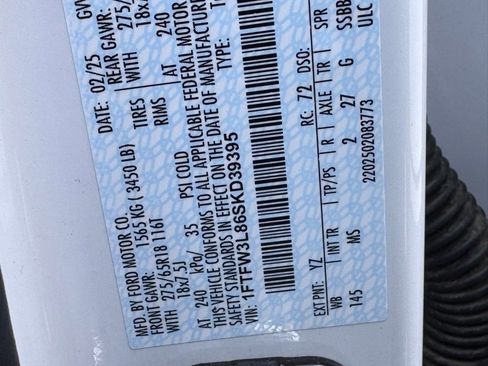 MFD. BY FORD MOTOR CO.
DATE: 02/25 GV
FRONT GAWR: REAR GAWR:
1565 KG ( 3450 LB)
WITH WITH
275/65R18 116T TIRES 275/
18x7.5J RIMS 18x
AT 240 kPa/ 35 PSI COLD AT 240
THIS VEHICLE CONFORMS TO ALL APPLICABLE FEDERAL MOTOR
STANDARDS IN EFFECT ON THE DATE OF MANUFACTUR
1FTFW3L86SKD39395 TYPE:
EXT PNT: YZ RC: 72 DSO:
WB INT TR TP/PS R AXLE TR SPR
145 MS 2 27 G SSBB
2202502083773 ULC